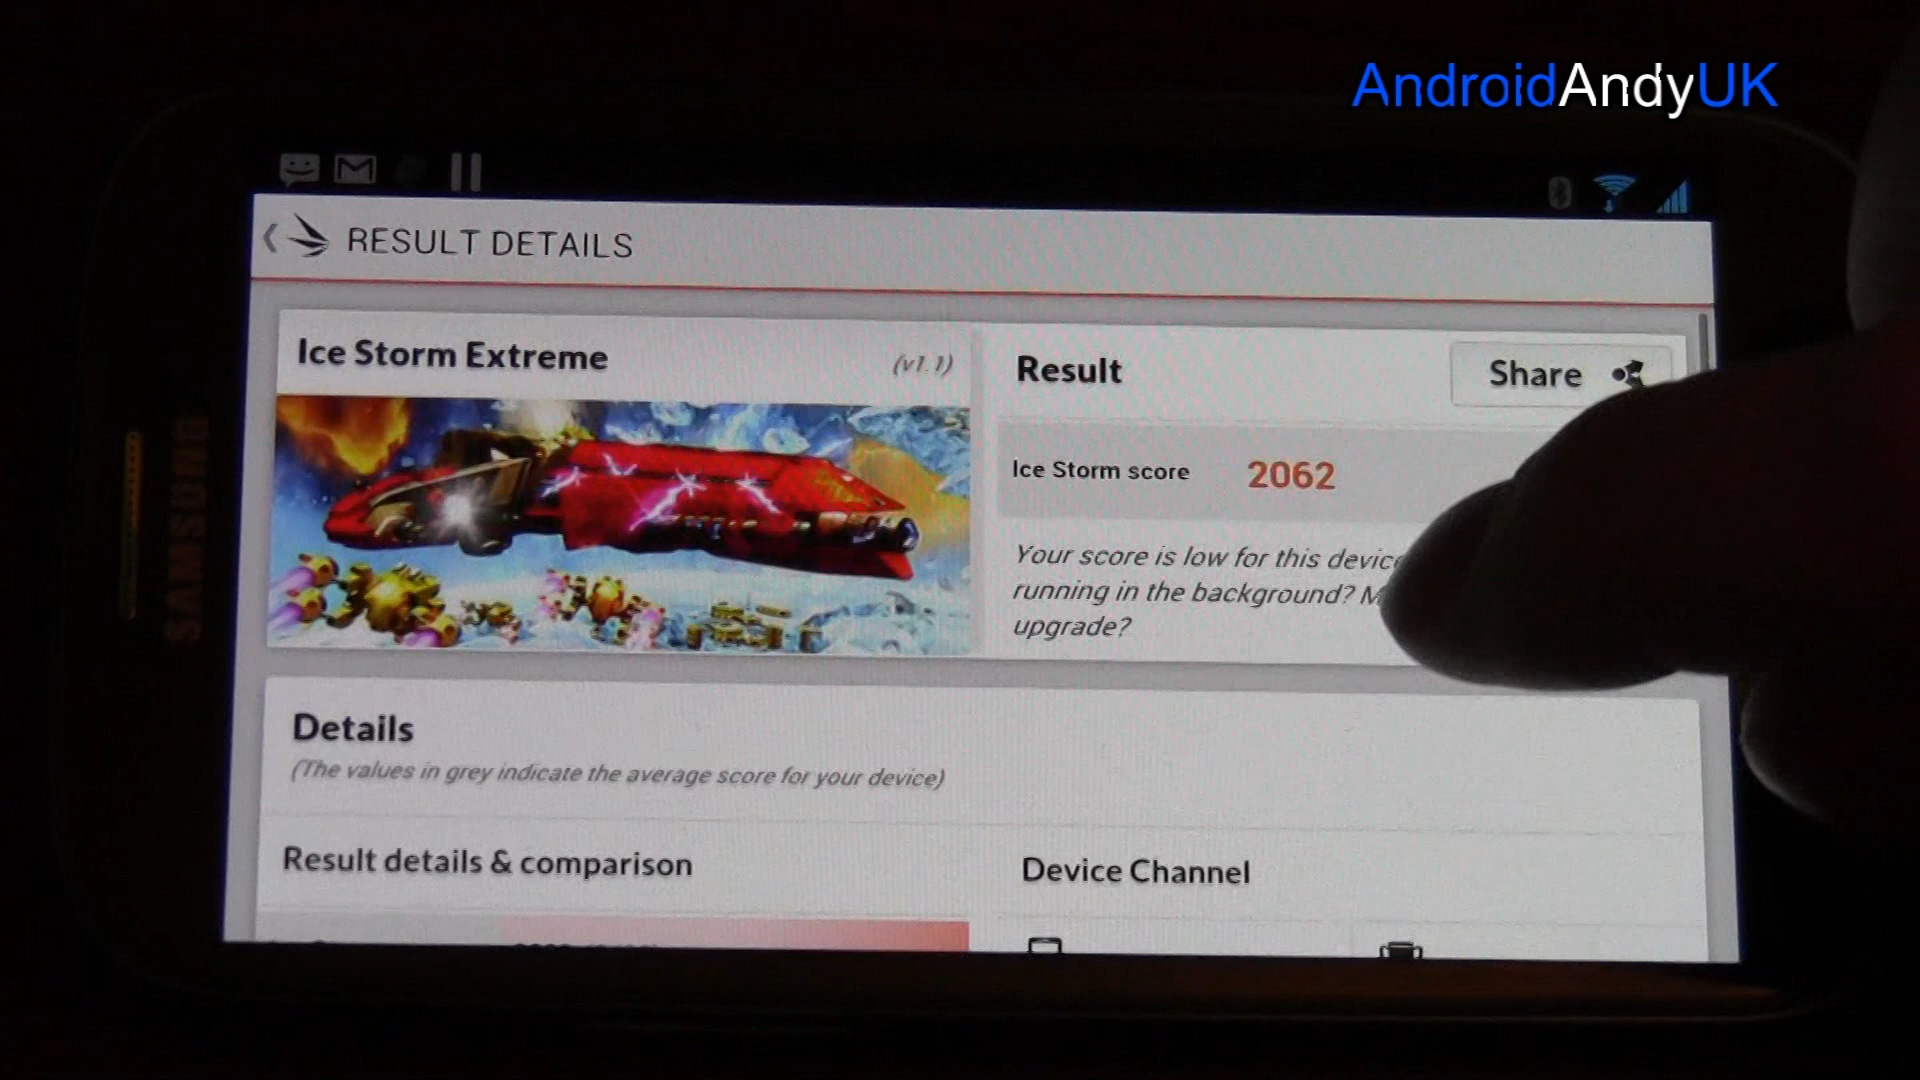 AndroidAndyUK
RESULT DETAILS
Ice Storm Extreme
(v1.1)
Result
Share
Ice Storm score
2062
Your score is low for this device
running in the background?
upgrade?
Details
(The values in grey indicate the average score for your device)
Result details & comparison
Device Channel
SAMSUNG